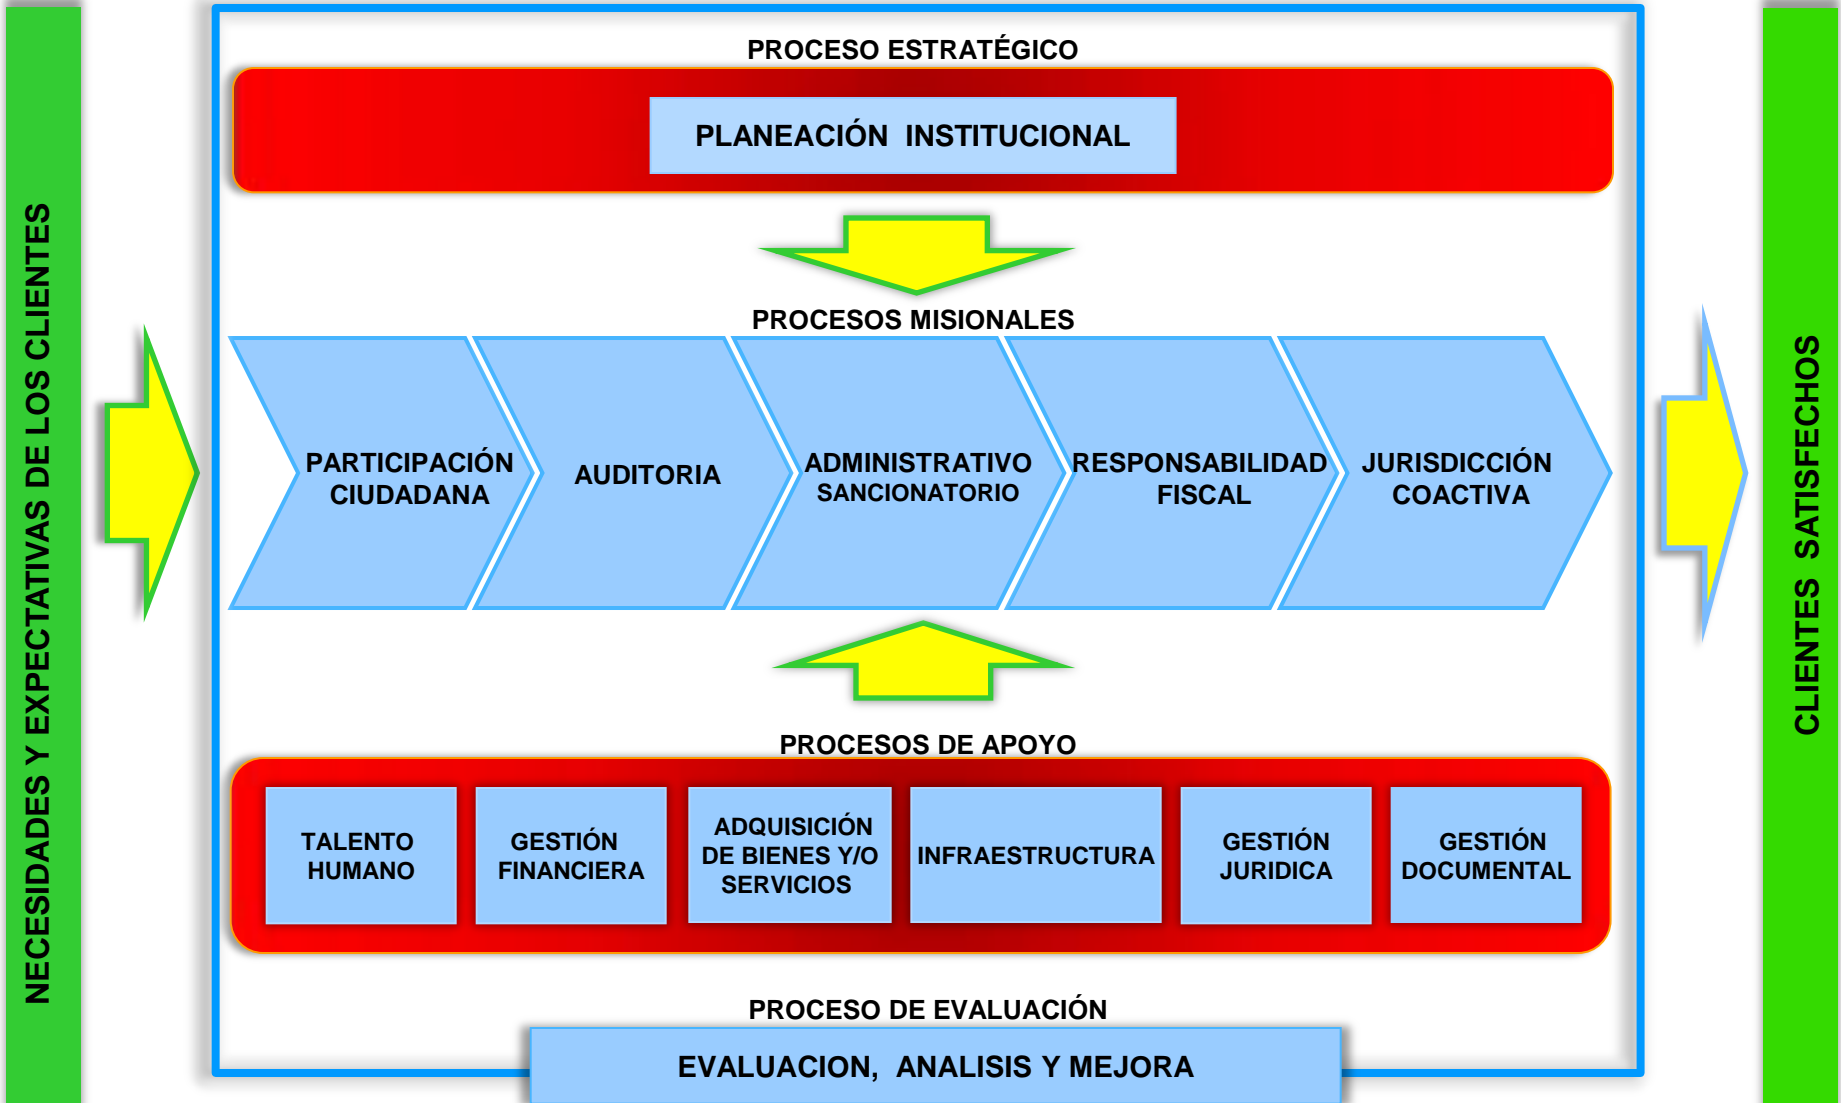 NECESIDADES Y EXPECTATIVAS DE LOS CLIENTES
PROCESO ESTRATÉGICO
PLANEACIÓN INSTITUCIONAL
PROCESOS MISIONALES
PARTICIPACIÓN
CIUDADANA
AUDITORIA
ADMINISTRATIVO
SANCIONATORIO
RESPONSABILIDAD
FISCAL
JURISDICCIÓN
COACTIVA
PROCESOS DE APOYO
TALENTO
HUMANO
GESTIÓN
FINANCIERA
ADQUISICIÓN
DE BIENES Y/O
SERVICIOS
INFRAESTRUCTURA
GESTIÓN
JURIDICA
GESTIÓN
DOCUMENTAL
PROCESO DE EVALUACIÓN
EVALUACION, ANALISIS Y MEJORA
CLIENTES SATISFECHOS